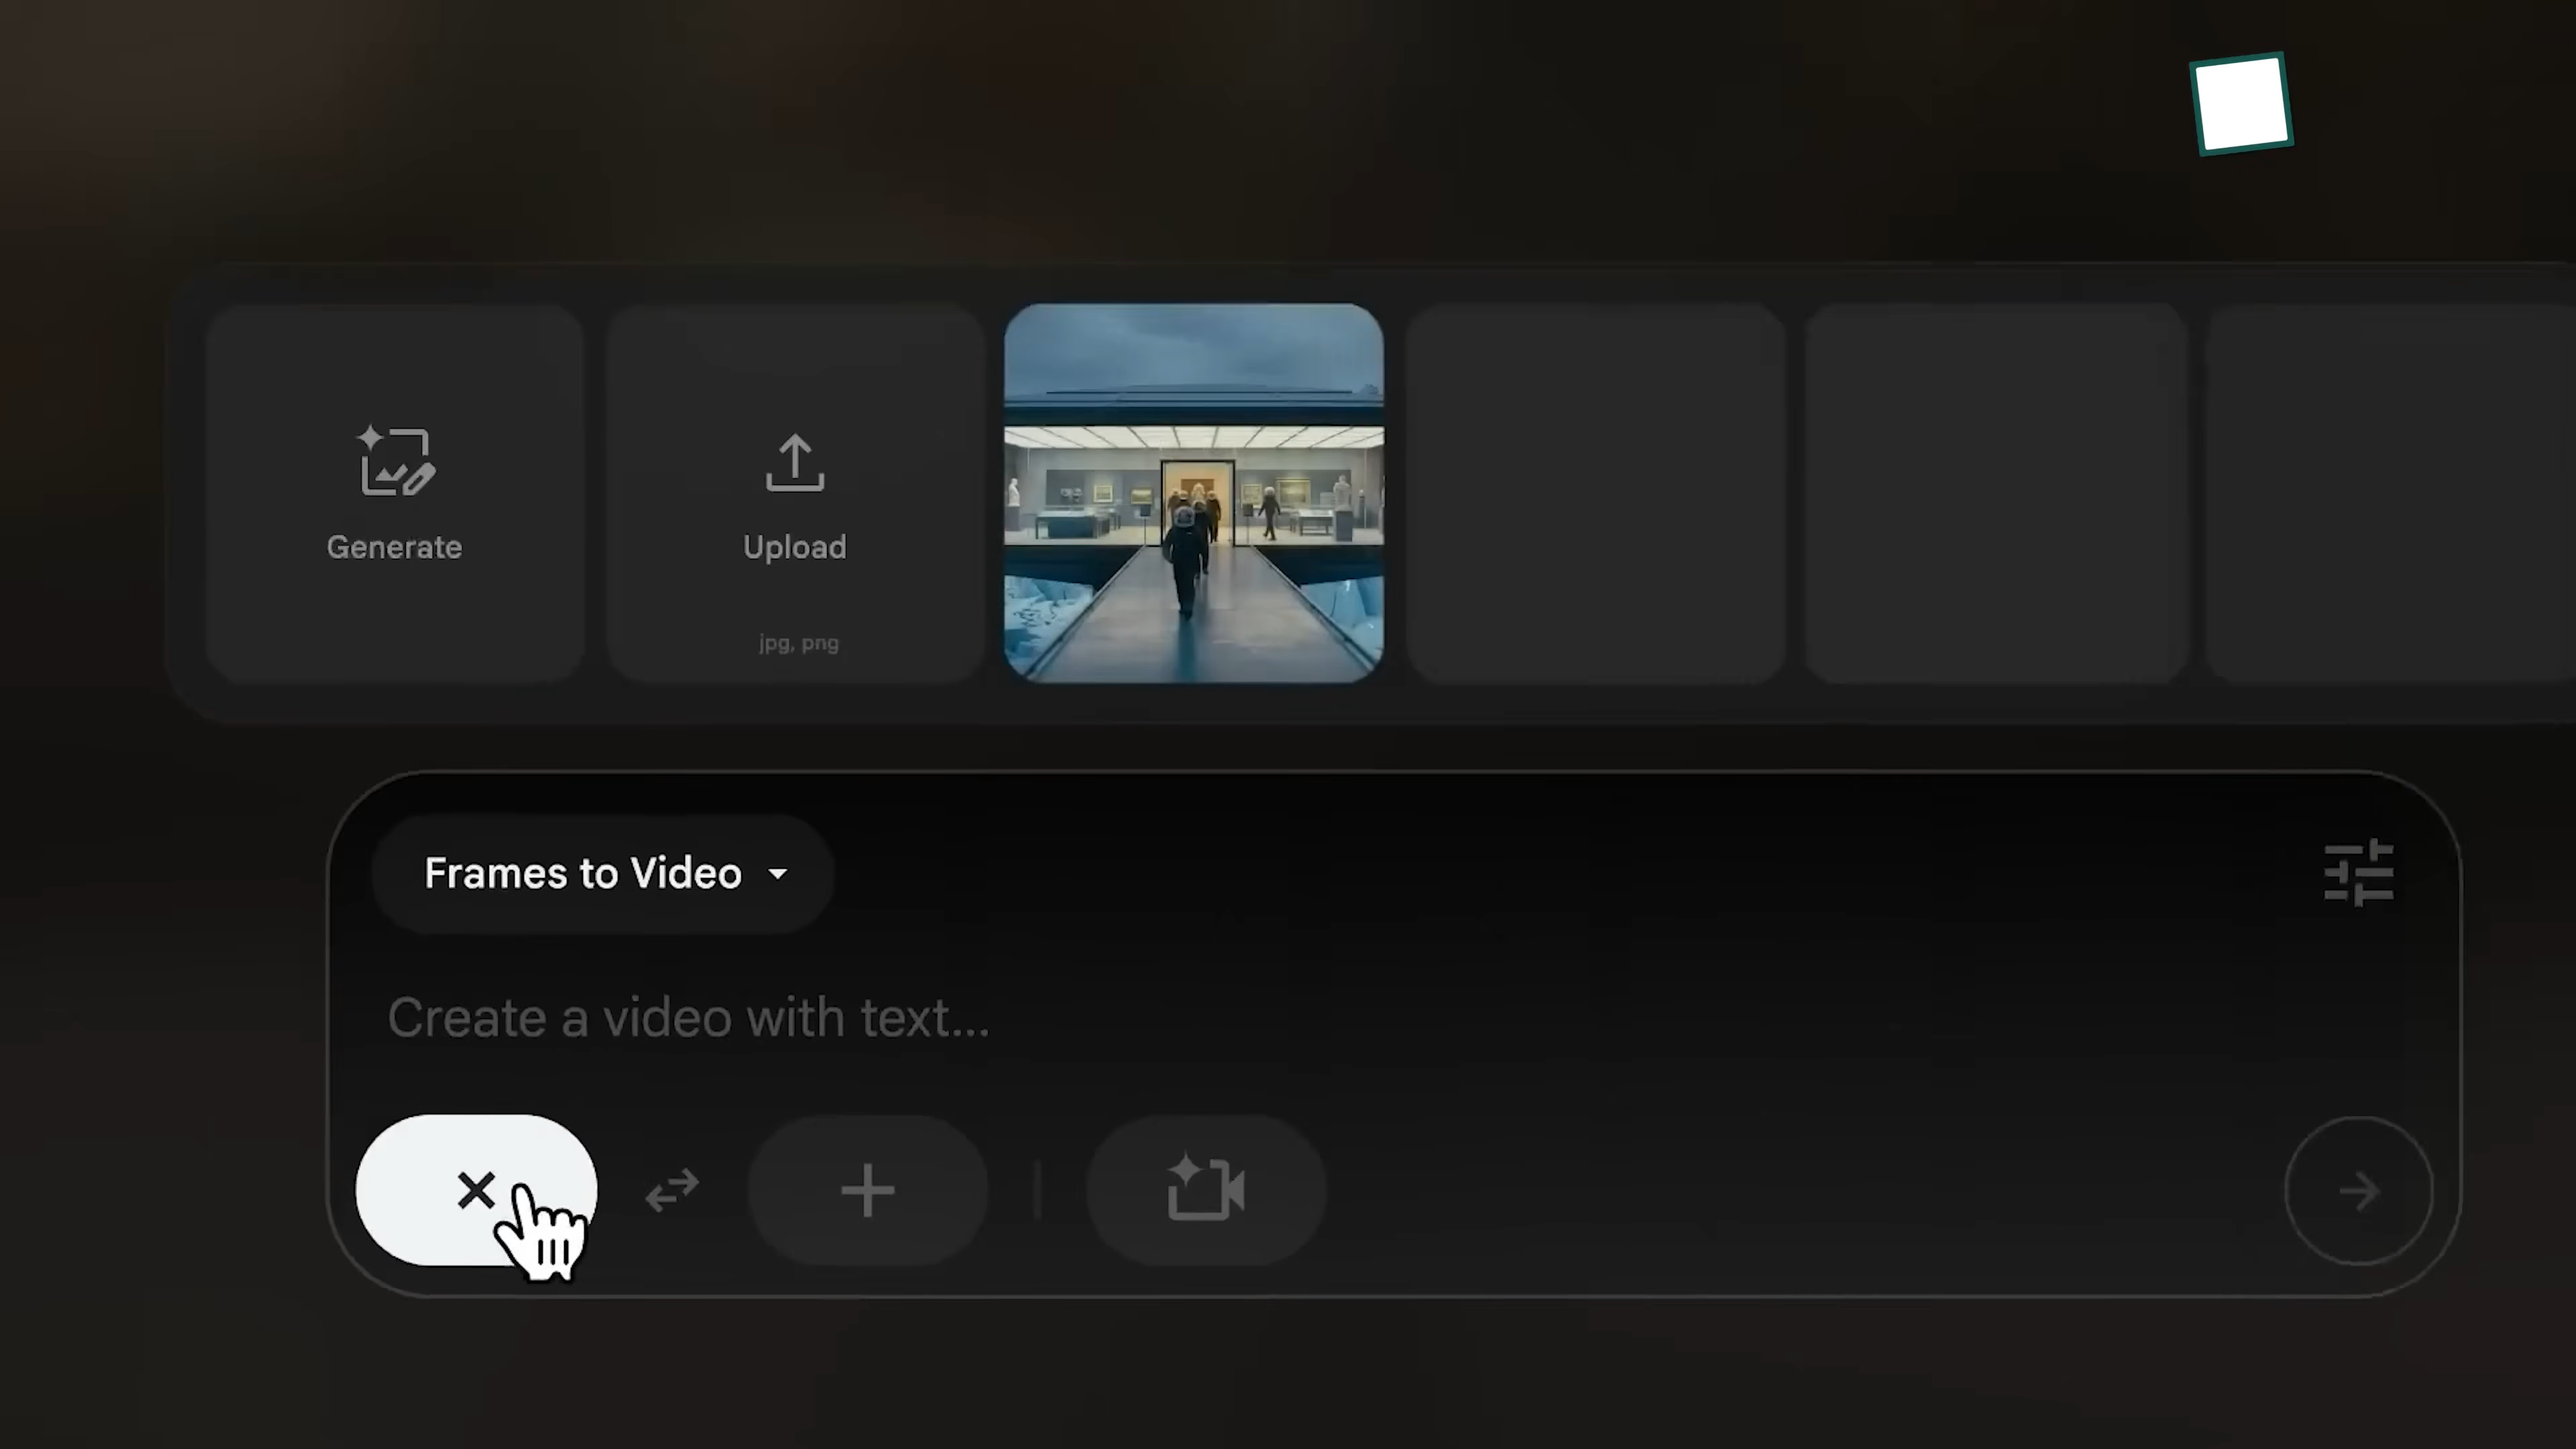 Generate
Upload
jpg, png
Frames to Video
Create a video with text...